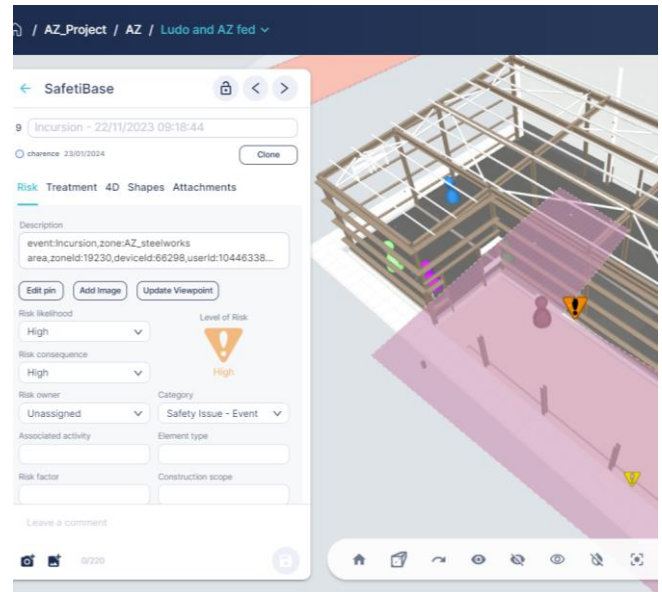 / AZ_Project / AZ / Ludo and AZ fed
SafetiBase
9 Incursion - 22/11/2023 09:18:44
charence 23/01/2024
Clone
Risk Treatment 4D Shapes Attachments
Description
event:Incursion,zone:AZ_steelworks
area,zoneId:19230,deviceId:66298,userId:10446338...
Edit pin Add Image Update Viewpoint
Risk likelihood Level of Risk
High
Risk consequence
High High
Risk owner Category
Unassigned Safety Issue - Event
Associated activity Element type
Risk factor Construction scope
Leave a comment
0/220